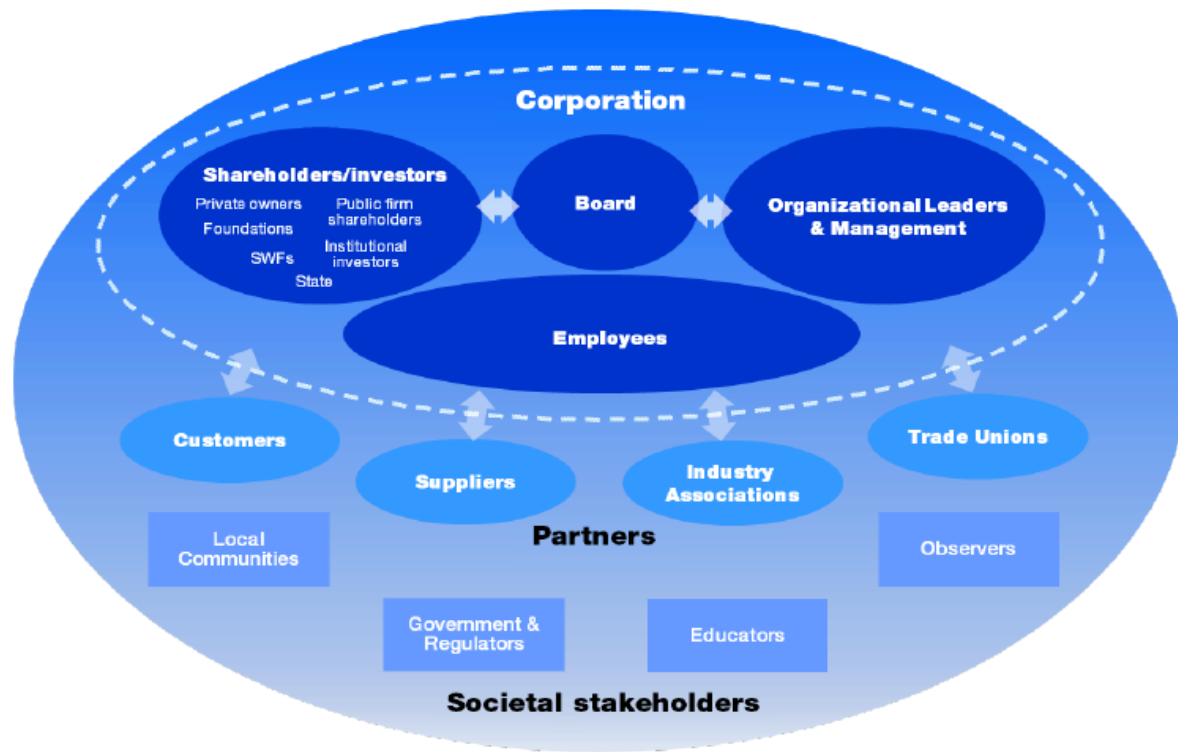 Corporation
Shareholders/investors
Private owners
Public firm
shareholders
Foundations
Institutional
investors
SWFs
State
Board
Organizational Leaders
& Management
Employees
Customers
Suppliers
Industry
Associations
Trade Unions
Partners
Local
Communities
Observers
Government &
Regulators
Educators
Societal stakeholders